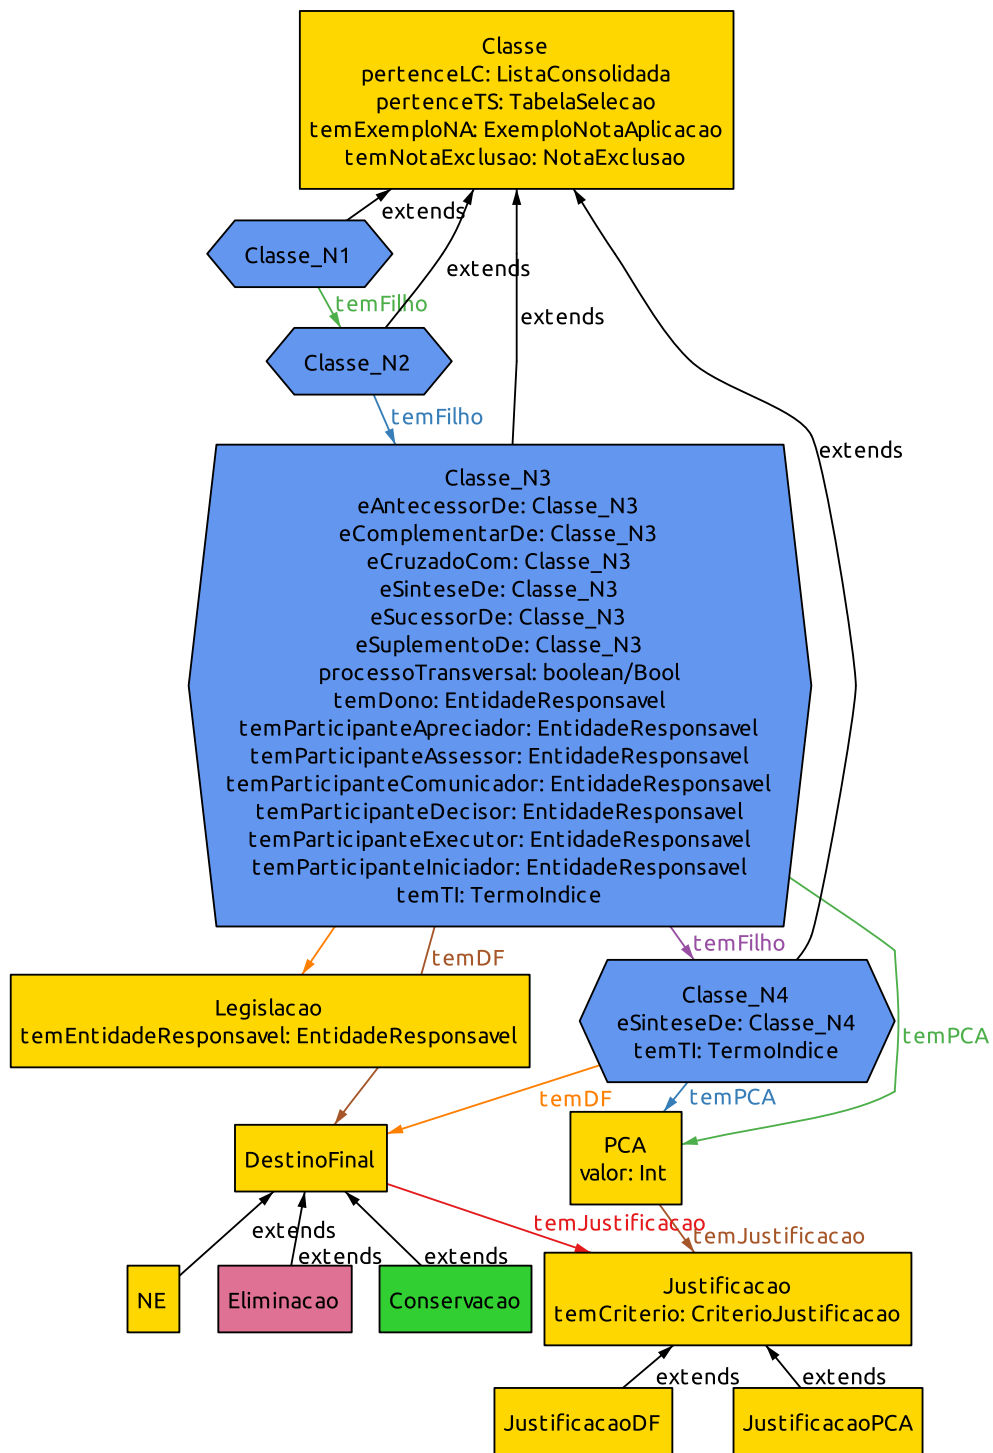 Classe
pertenceLC: ListaConsolidada
pertenceTS: TabelaSelecao
temExemploNA: ExemploNotaAplicacao
temNotaExclusao: NotaExclusao
extends
Classe_N1
extends
temFilho
extends
Classe_N2
temFilho
extends
Classe_N3
eAntecessorDe: Classe_N3
eComplementarDe: Classe_N3
eCruzadoCom: Classe_N3
eSinteseDe: Classe_N3
eSucessorDe: Classe_N3
eSuplementoDe: Classe_N3
processoTransversal: boolean/Bool
temDono: EntidadeResponsavel
temParticipanteApreciador: EntidadeResponsavel
temParticipanteAssessor: EntidadeResponsavel
temParticipanteComunicador: EntidadeResponsavel
temParticipanteDecisor: EntidadeResponsavel
temParticipanteExecutor: EntidadeResponsavel
temParticipanteIniciador: EntidadeResponsavel
temTI: TermoIndice
temFilho
temDF
Classe_N4
eSinteseDe: Classe_N4
temTI: TermoIndice
Legislacao
temEntidadeResponsavel: EntidadeResponsavel
temPCA
temPCA
temDF
PCA
valor: Int
DestinoFinal
temJustificacao
extends
temJustificacao
extends
extends
NE
Eliminacao
Conservacao
Justificacao
temCriterio: CriterioJustificacao
extends
extends
JustificacaoDF
JustificacaoPCA